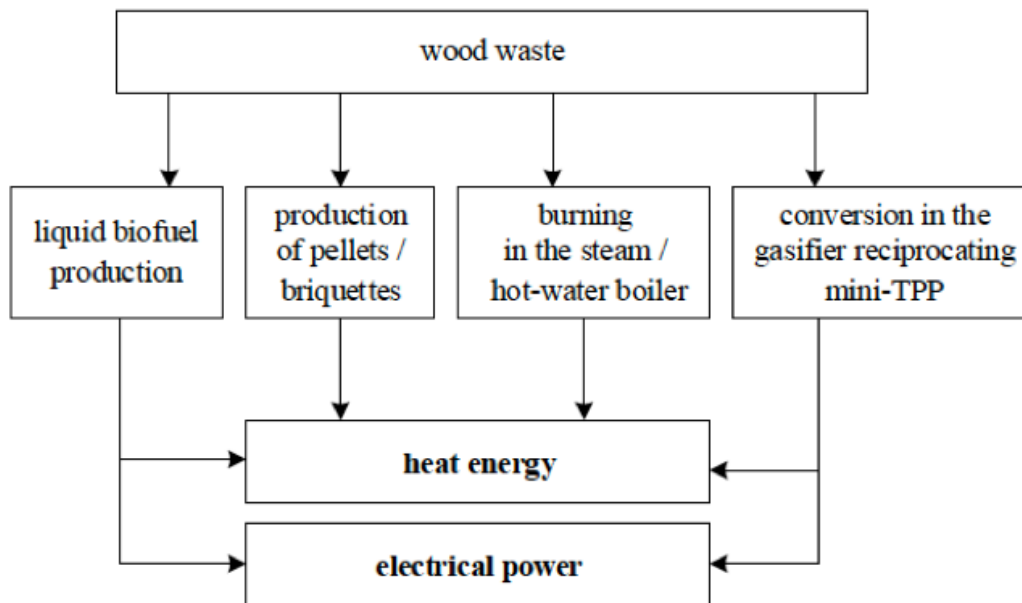 wood waste
liquid biofuel
production
production
of pellets /
briquettes
burning
in the steam /
hot-water boiler
conversion in the
gasifier reciprocating
mini-TPP
heat energy
electrical power